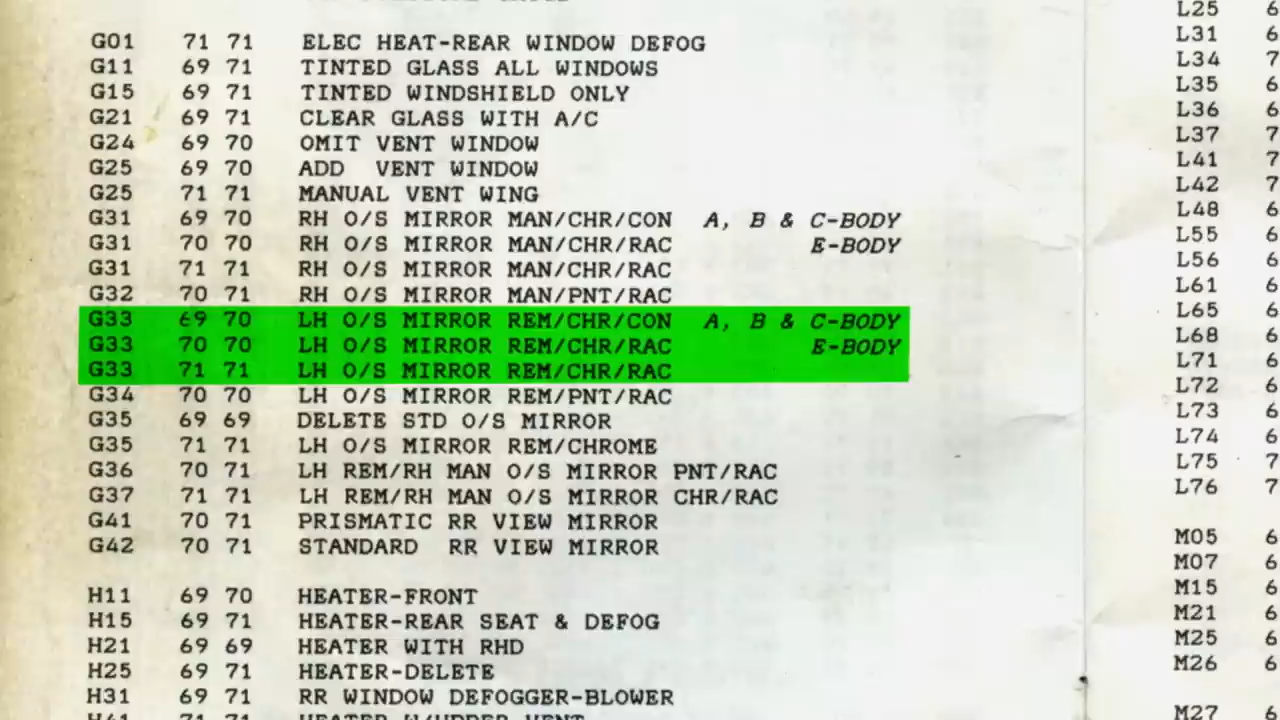 G01 71 71 ELEC HEAT-REAR WINDOW DEFOG
G11 69 71 TINTED GLASS ALL WINDOWS
G15 69 71 TINTED WINDSHIELD ONLY
G21 69 71 CLEAR GLASS WITH A/C
G24 69 70 OMIT VENT WINDOW
G25 69 70 ADD VENT WINDOW
G25 71 71 MANUAL VENT WING
G31 69 70 RH O/S MIRROR MAN/CHR/CON A, B & C-BODY
G31 70 70 RH O/S MIRROR MAN/CHR/RAC E-BODY
G31 71 71 RH O/S MIRROR MAN/CHR/RAC
G32 70 71 RH O/S MIRROR MAN/PNT/RAC
G33 69 70 LH O/S MIRROR REM/CHR/CON A, B & C-BODY
G33 70 70 LH O/S MIRROR REM/CHR/RAC E-BODY
G33 71 71 LH O/S MIRROR REM/CHR/RAC
G34 70 70 LH O/S MIRROR REM/PNT/RAC
G35 69 69 DELETE STD O/S MIRROR
G35 71 71 LH O/S MIRROR REM/CHROME
G36 70 71 LH REM/RH MAN O/S MIRROR PNT/RAC
G37 71 71 LH REM/RH MAN O/S MIRROR CHR/RAC
G41 70 71 PRISMATIC RR VIEW MIRROR
G42 70 71 STANDARD RR VIEW MIRROR
H11 69 70 HEATER-FRONT
H15 69 71 HEATER-REAR SEAT & DEFOG
H21 69 69 HEATER WITH RHD
H25 69 71 HEATER-DELETE
H31 69 71 RR WINDOW DEFOGGER-BLOWER
H41 71 71 HEATER W/UPPER VENT
L25 6
L31 6
L34 7
L35 6
L36 6
L37 7
L41 7
L42 7
L48 6
L55 6
L56 6
L61 6
L65 6
L68 6
L71 6
L72 6
L73 6
L74 6
L75 7
L76 7
M05 6
M07 6
M15 6
M21 6
M25 6
M26 6
M27 6